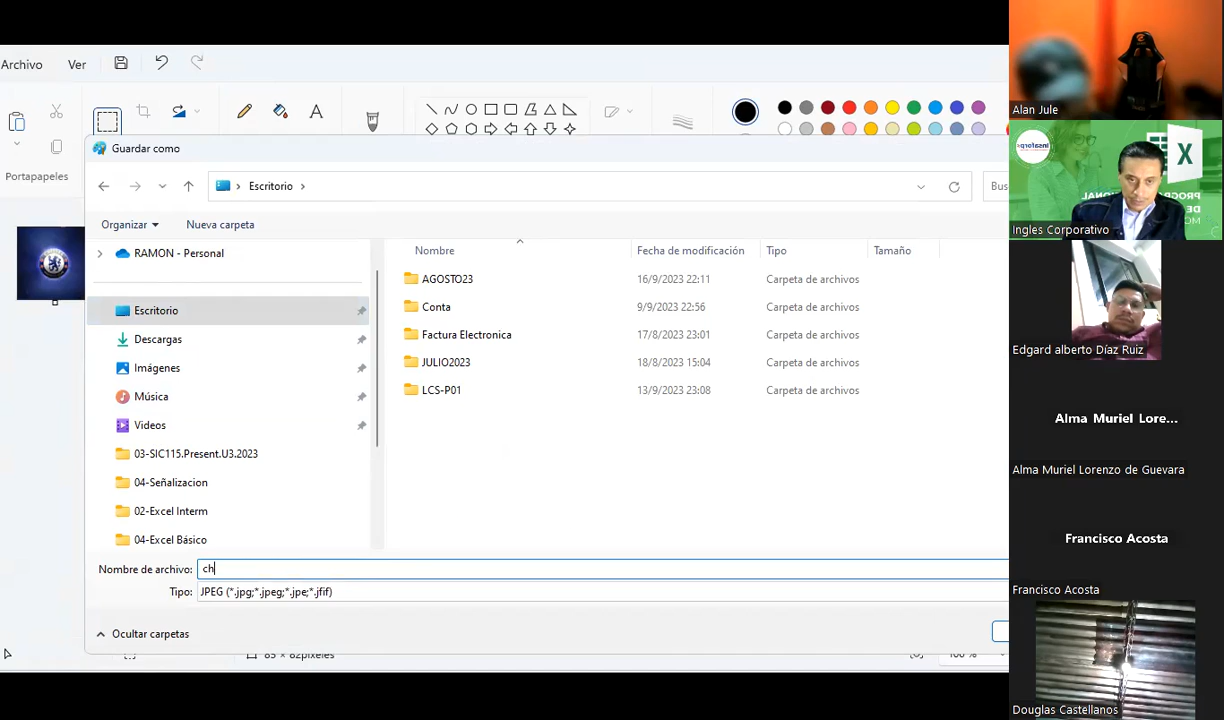 Archivo
Ver
Portapapeles
Guardar como
Escritorio
Bus
Organizar
Nueva carpeta
RAMON - Personal
Escritorio
Descargas
Imágenes
Música
Videos
03-SIC115.Present.U3.2023
04-Señalizacion
02-Excel Interm
04-Excel Básico
Nombre
Fecha de modificación
Tipo
Tamaño
AGOSTO23
16/9/2023 22:11
Carpeta de archivos
Conta
9/9/2023 22:56
Carpeta de archivos
Factura Electronica
17/8/2023 23:01
Carpeta de archivos
JULIO2023
18/8/2023 15:04
Carpeta de archivos
LCS-P01
13/9/2023 23:08
Carpeta de archivos
Nombre de archivo:
ch
Tipo:
JPEG (*.jpg;*.jpeg;*.jpe;*.jfif)
Ocultar carpetas
85 × 82píxeles
100 %
Alan Jule
Insaforp
X
Ingles Corporativo
Edgard alberto Díaz Ruiz
Alma Muriel Lore...
Alma Muriel Lorenzo de Guevara
Francisco Acosta
Francisco Acosta
Douglas Castellanos